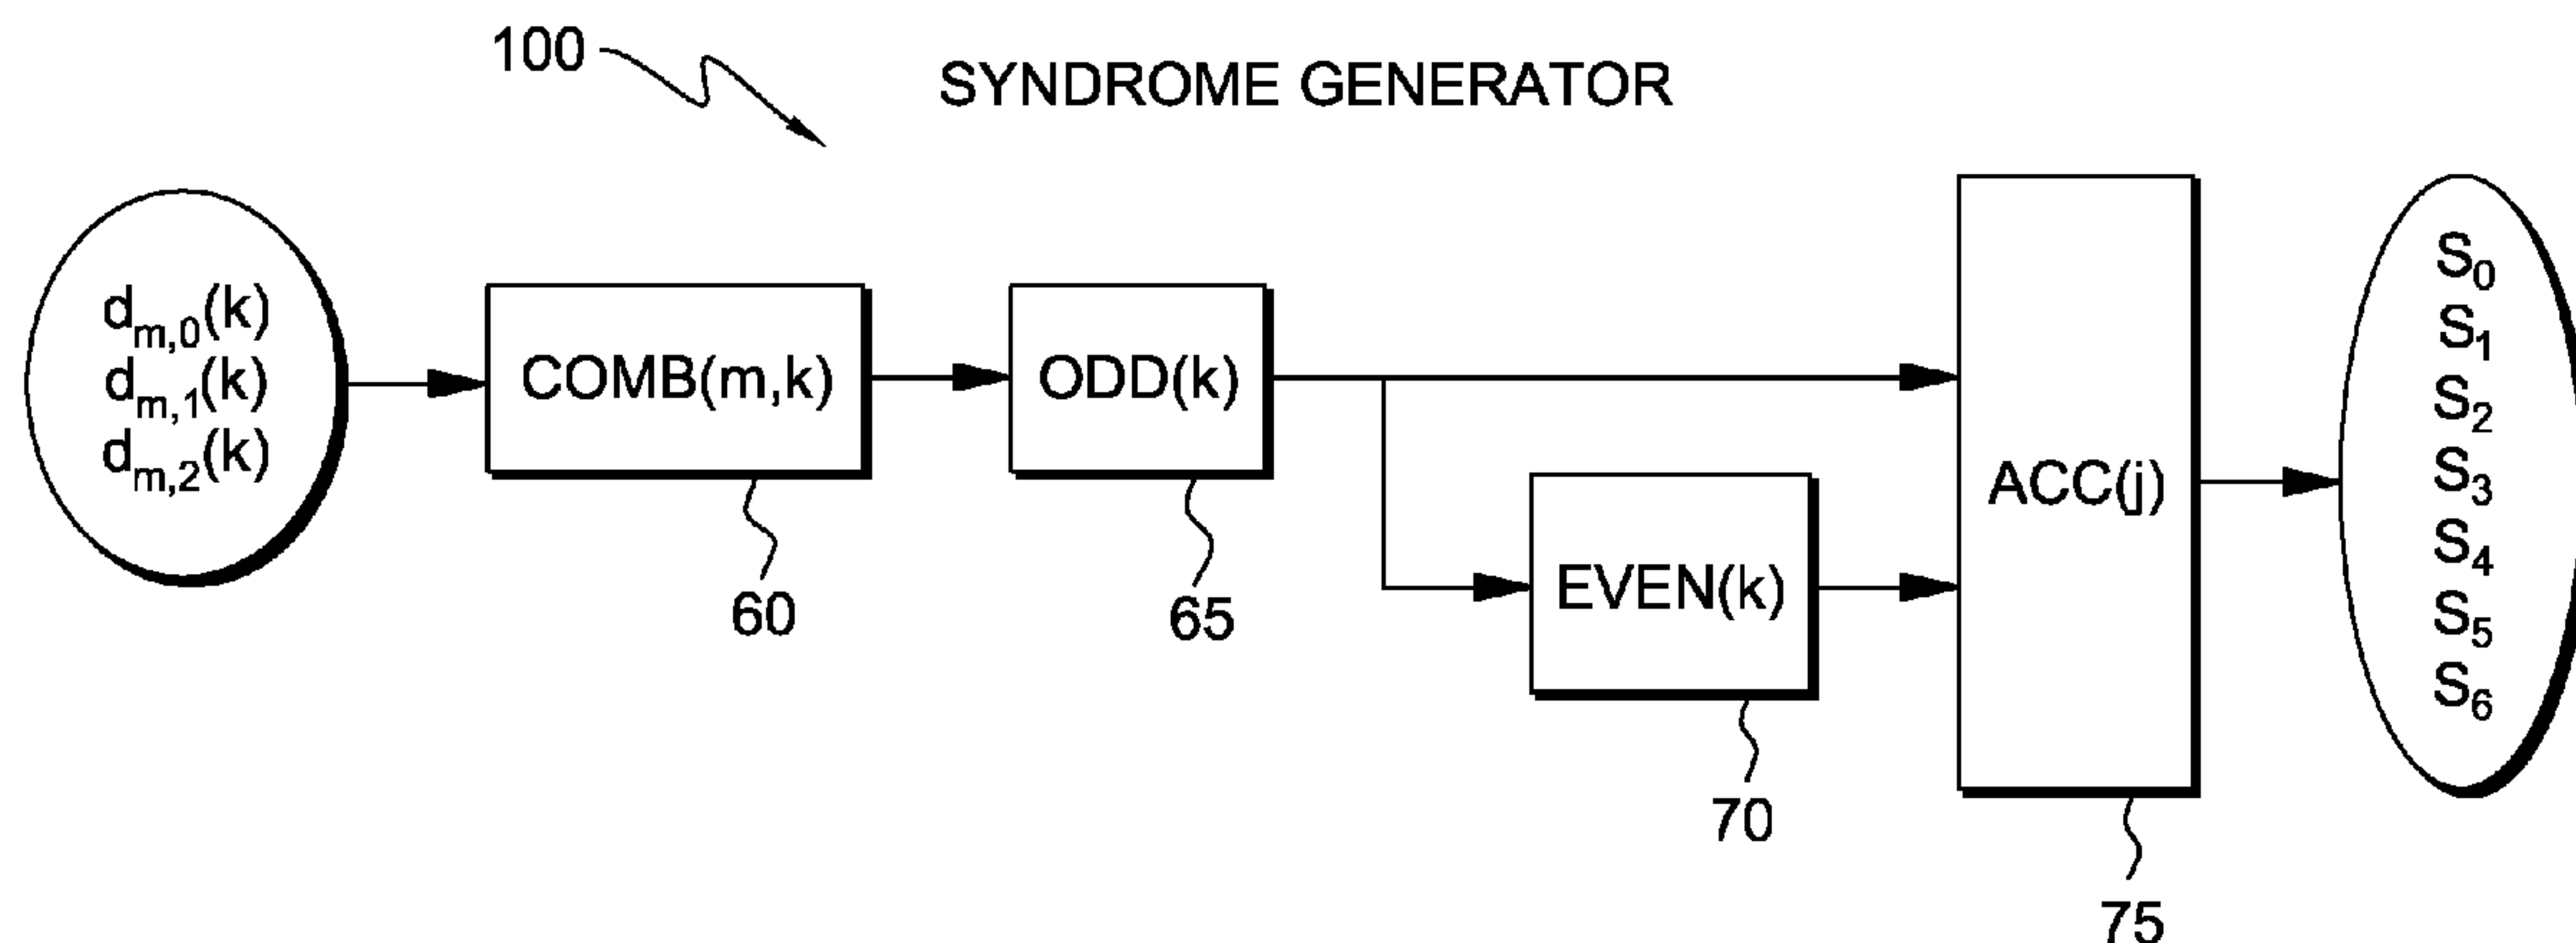 100
SYNDROME GENERATOR
dm,0(k)
dm,1(k)
dm,2(k)
COMB(m,k)
60
ODD(k)
65
EVEN(k)
70
ACC(j)
75
S0
S1
S2
S3
S4
S5
S6